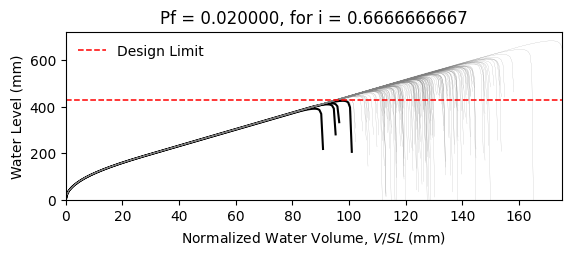 Pf = 0.020000, for i = 0.6666666667
Design Limit
Water Level (mm)
600
400
200
0
0 20 40 60 80 100 120 140 160
Normalized Water Volume, V/SL (mm)